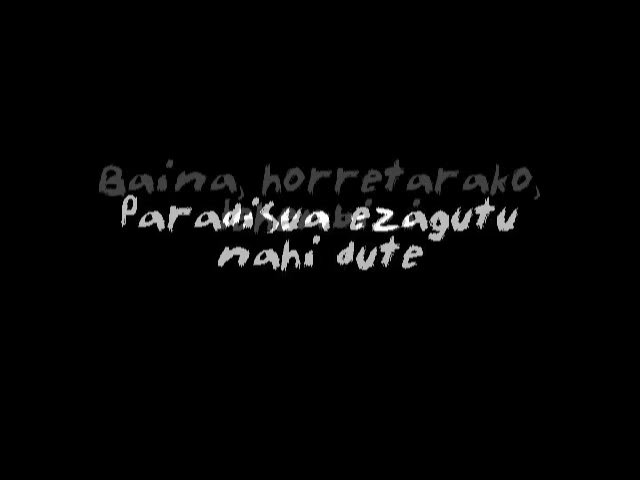 Baina, horretarako,
Paradisua ezagutu
nahi dute